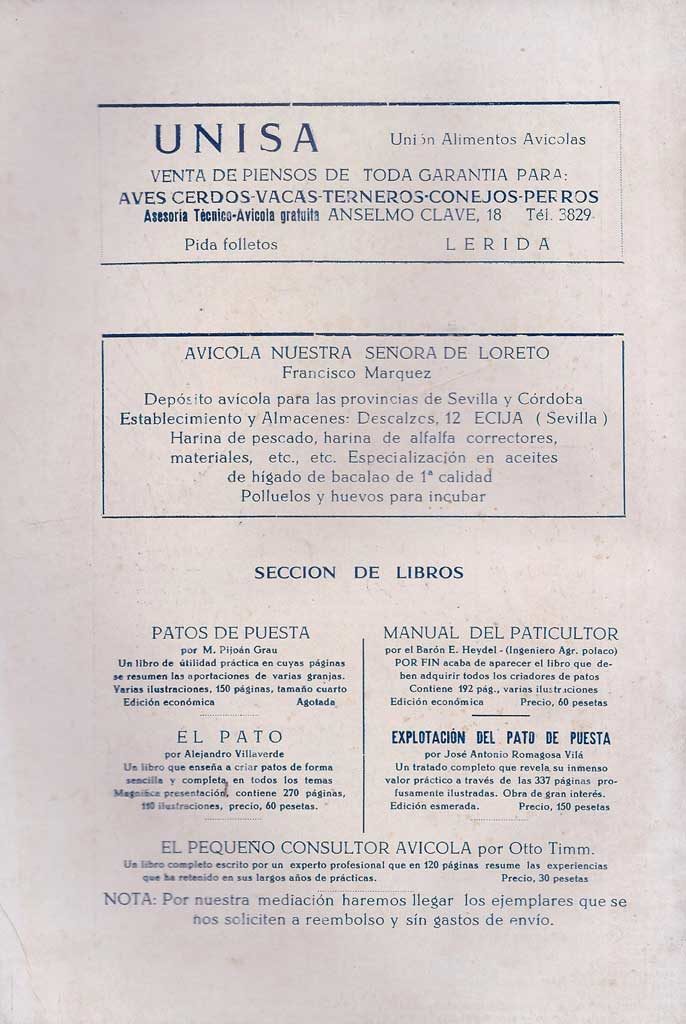 UNISA Unión Alimentos Avicolas
VENTA DE PIENSOS DE TODA GARANTIA PARA:
AVES CERDOS-VACAS-TERNEROS-CONEJOS-PERROS
Asesoria Técnico-Avicola gratuita ANSELMO CLAVE, 18 Tél. 3829
Pida folletos LERIDA
AVICOLA NUESTRA SEÑORA DE LORETO
Francisco Marquez
Depósito avícola para las provincias de Sevilla y Córdoba
Establecimiento y Almacenes: Descalzos, 12 ECIJA ( Sevilla )
Harina de pescado, harina de alfalfa correctores,
materiales, etc., etc. Especialización en aceites
de hígado de bacalao de 1ª calidad
Polluelos y huevos para incubar
SECCION DE LIBROS
PATOS DE PUESTA
por M. Pijoán Grau
Un libro de útilidad práctica en cuyas páginas
se resumen las aportaciones de varias granjas.
Varias ilustraciones, 150 páginas, tamaño cuarto
Edición económica Agotada
EL PATO
por Alejandro Villaverde
Un libro que enseña a criar patos de forma
sencilla y completa, en todos los temas
Magnífica presentación, contiene 270 páginas,
110 ilustraciones, precio, 60 pesetas.
MANUAL DEL PATICULTOR
por el Barón E. Heydel - (Ingeniero Agr. polaco)
POR FIN acaba de aparecer el libro que de-
ben adquirir todos los criadores de patos
Contiene 192 pág., varias ilustraciones
Edición económica Precio, 60 pesetas
EXPLOTACIÓN DEL PATO DE PUESTA
por José Antonio Romagosa Vilá
Un tratado completo que revela su inmenso
valor práctico a través de las 337 páginas pro-
fusamente ilustradas. Obra de gran interés.
Edición esmerada. Precio, 150 pesetas
EL PEQUEÑO CONSULTOR AVICOLA por Otto Timm.
Un libro completo escrito por un experto profesional que en 120 páginas resume las experiencias
que ha retenido en sus largos años de prácticas. Precio, 30 pesetas
NOTA: Por nuestra mediación haremos llegar los ejemplares que se
nos soliciten a reembolso y sín gastos de envío.